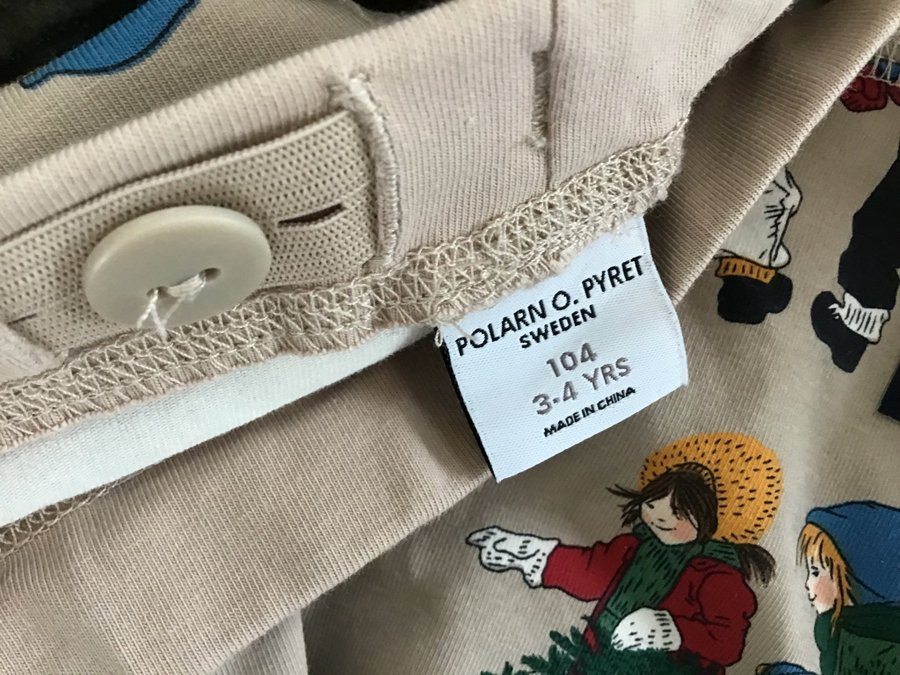 POLARN O. PYRET
SWEDEN
104
3-4 YRS
MADE IN CHINA